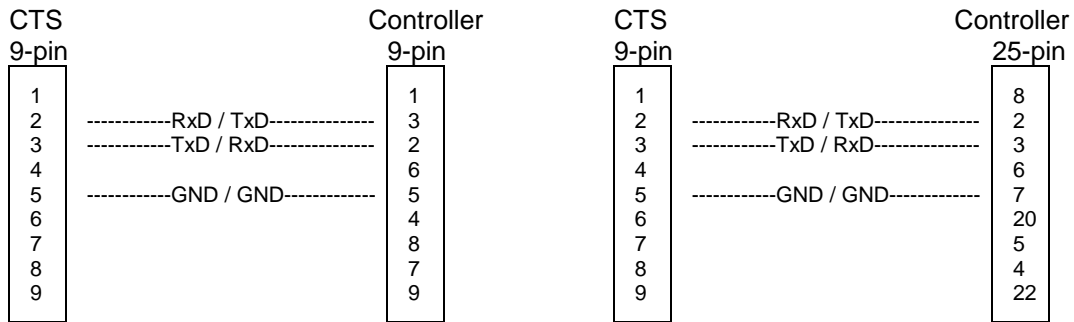 CTS Controller CTS Controller
9-pin 9-pin 9-pin 25-pin
1 1 1 8
2 -------------RxD / TxD---------------- 3 2 -------------RxD / TxD---------------- 2
3 -------------TxD / RxD---------------- 2 3 -------------TxD / RxD---------------- 3
4 6 4 6
5 -------------GND / GND-------------- 5 5 -------------GND / GND-------------- 7
6 4 6 20
7 8 7 5
8 7 8 4
9 9 9 22